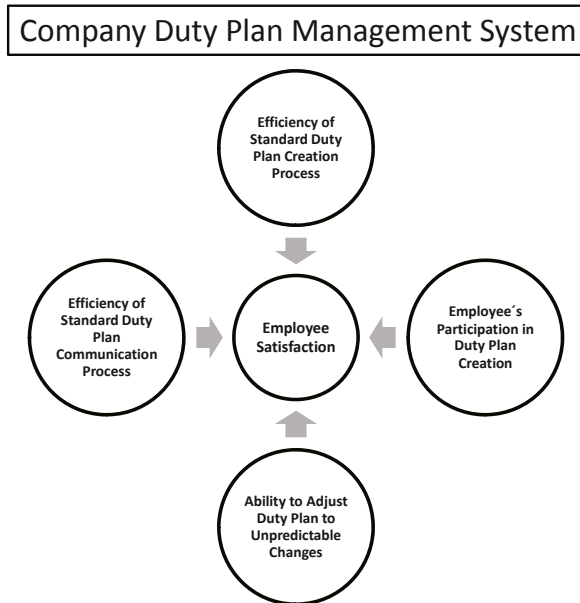 Company Duty Plan Management System
Efficiency of
Standard Duty
Plan Creation
Process
Efficiency of
Standard Duty
Plan
Communication
Process
Employee
Satisfaction
Employee´s
Participation in
Duty Plan
Creation
Ability to Adjust
Duty Plan to
Unpredictable
Changes